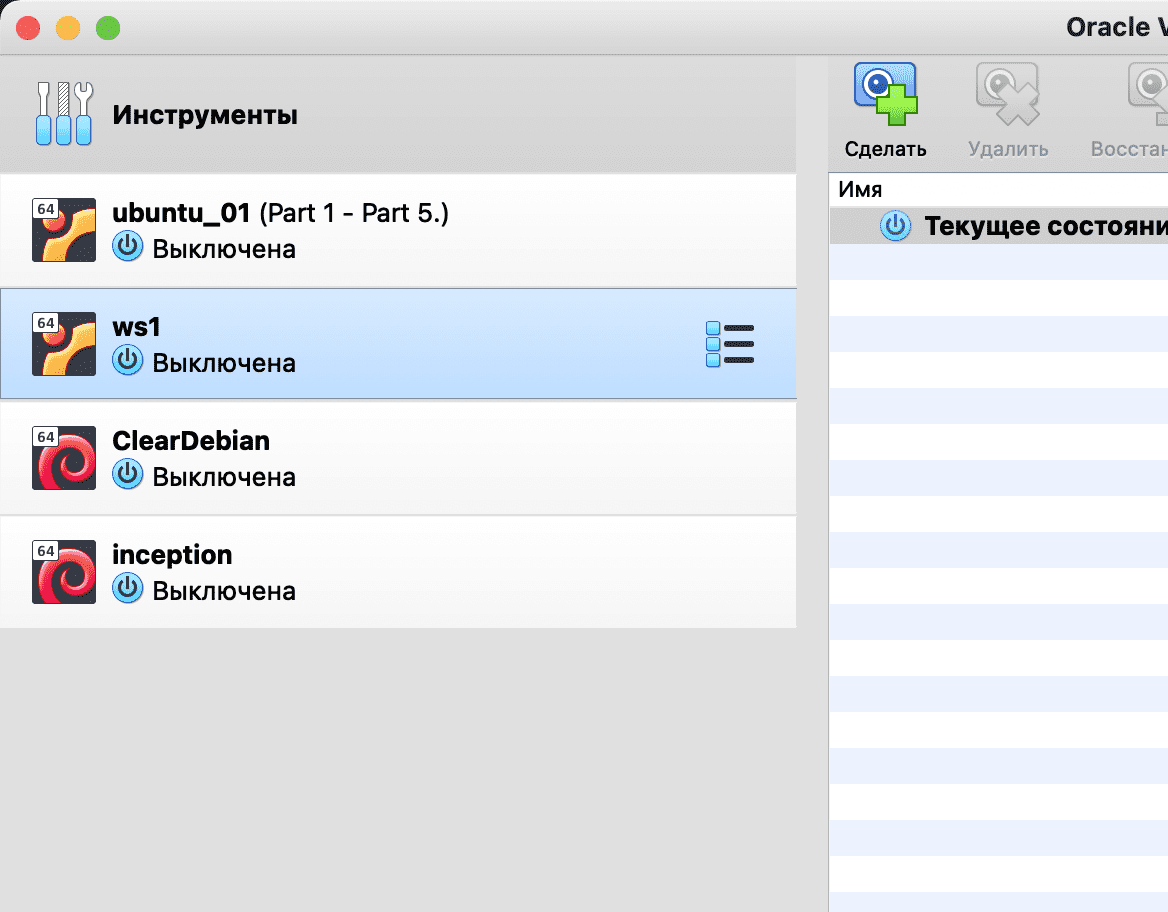 Oracle V
Инструменты
Сделать
Удалить
Восстан
Имя
Текущее состояни
64
ubuntu_01 (Part 1 - Part 5.)
Выключена
64
ws1
Выключена
64
ClearDebian
Выключена
64
inception
Выключена